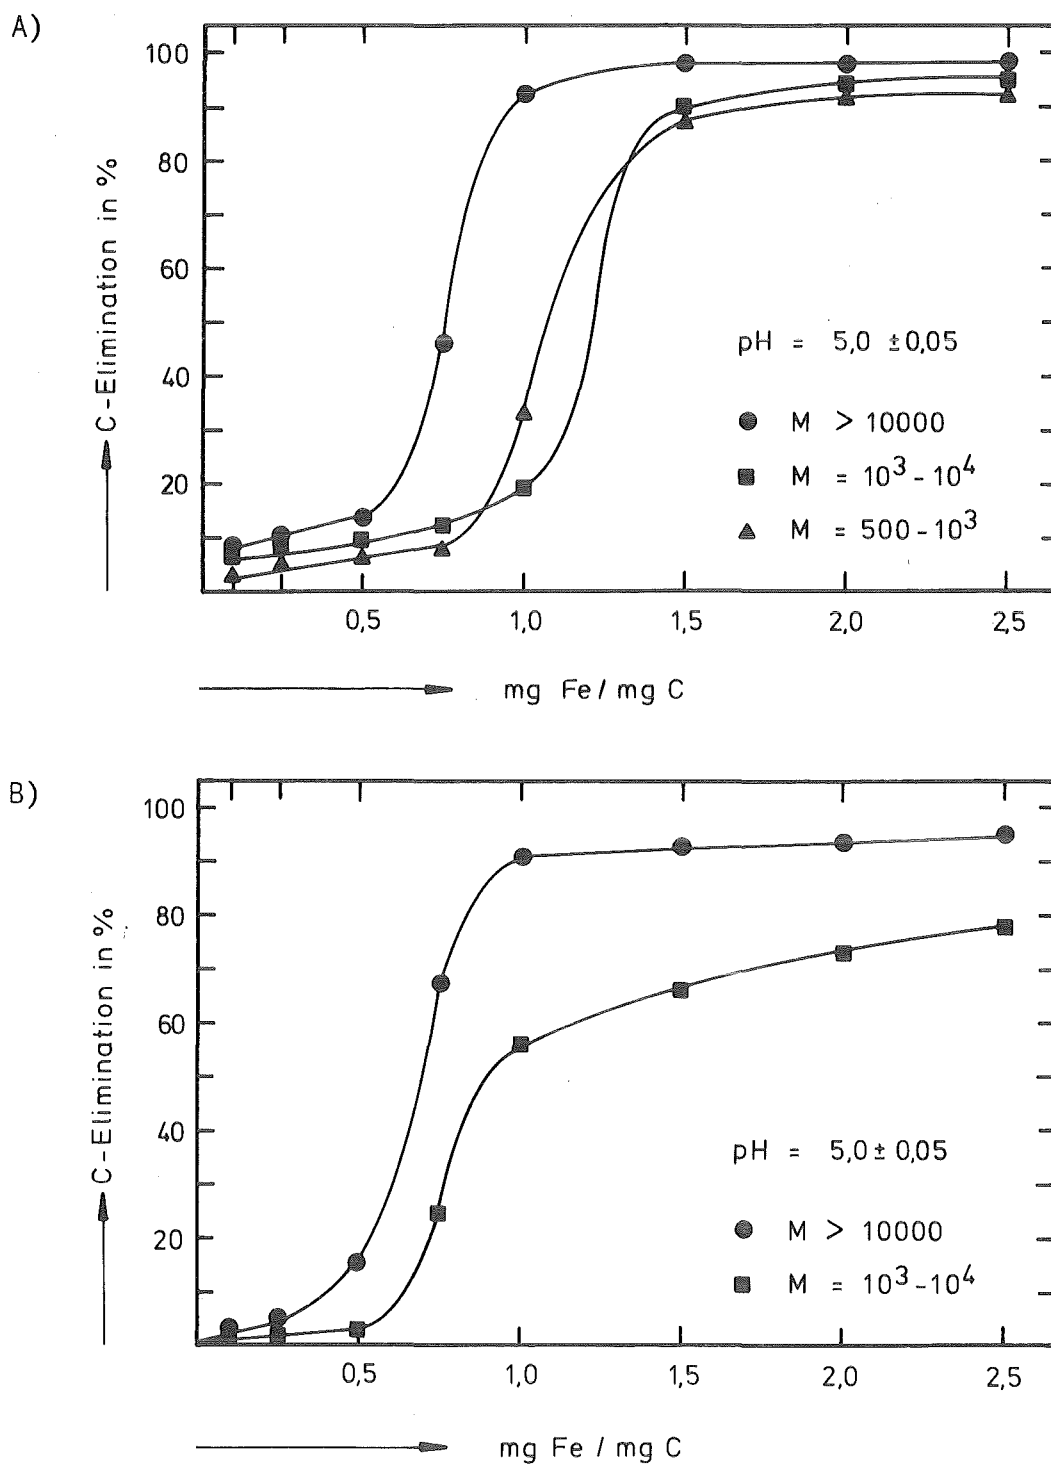 A)
100
80
60
40
20
C-Elimination in %
pH = 5,0 ±0,05
M > 10000
M = 10³-10⁴
M = 500-10³
0,5 1,0 1,5 2,0 2,5
mg Fe / mg C
B)
100
80
60
40
20
C-Elimination in %
pH = 5,0 ± 0,05
M > 10000
M = 10³-10⁴
0,5 1,0 1,5 2,0 2,5
mg Fe / mg C